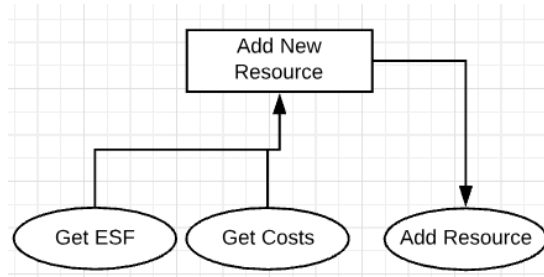 Add New
Resource
Get ESF
Get Costs
Add Resource